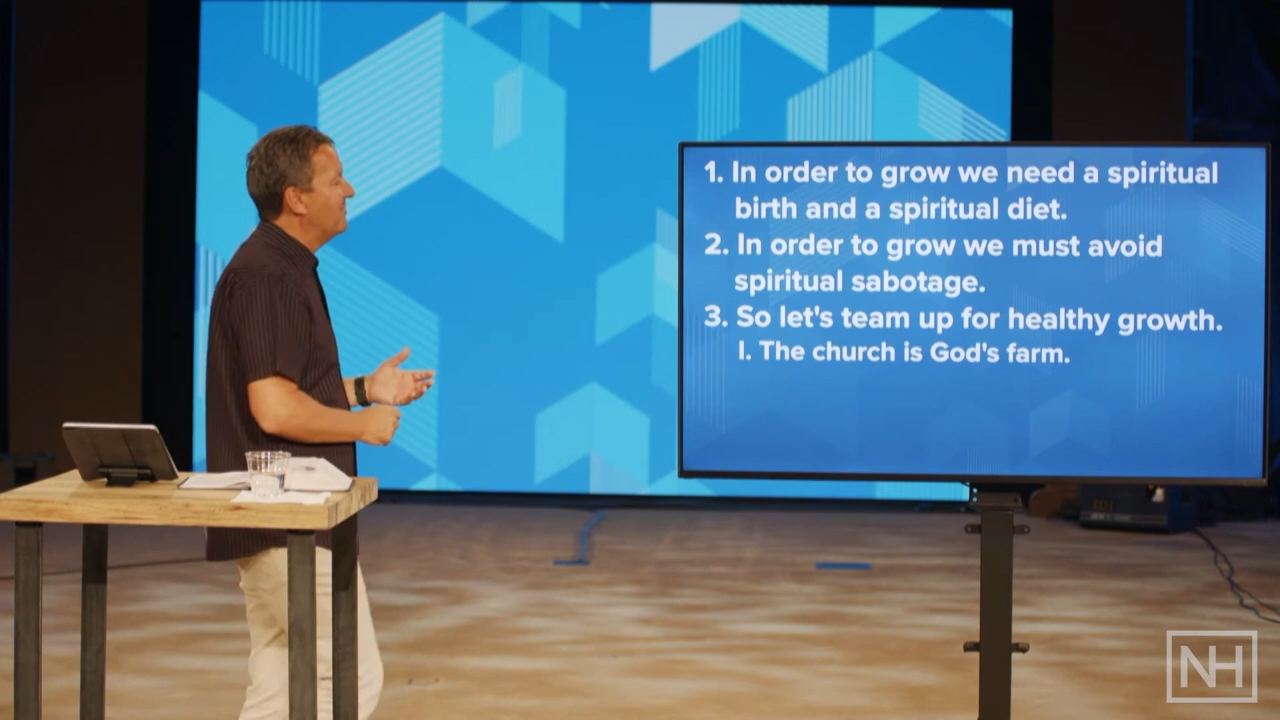 1. In order to grow we need a spiritual
birth and a spiritual diet.
2. In order to grow we must avoid
spiritual sabotage.
3. So let's team up for healthy growth.
I. The church is God's farm.
NH